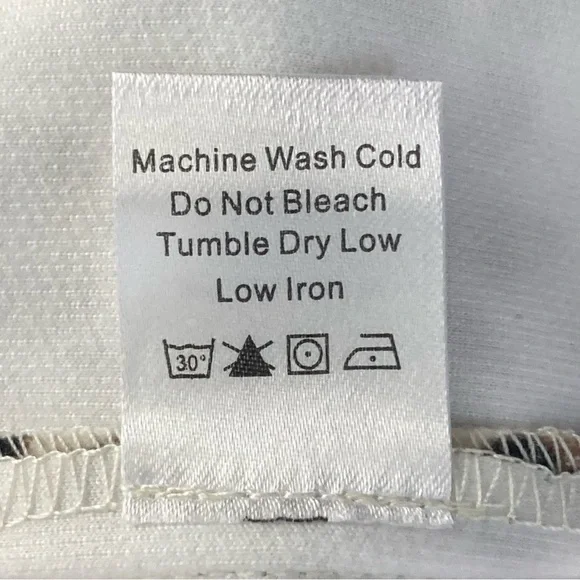 Machine Wash Cold
Do Not Bleach
Tumble Dry Low
Low Iron
30°